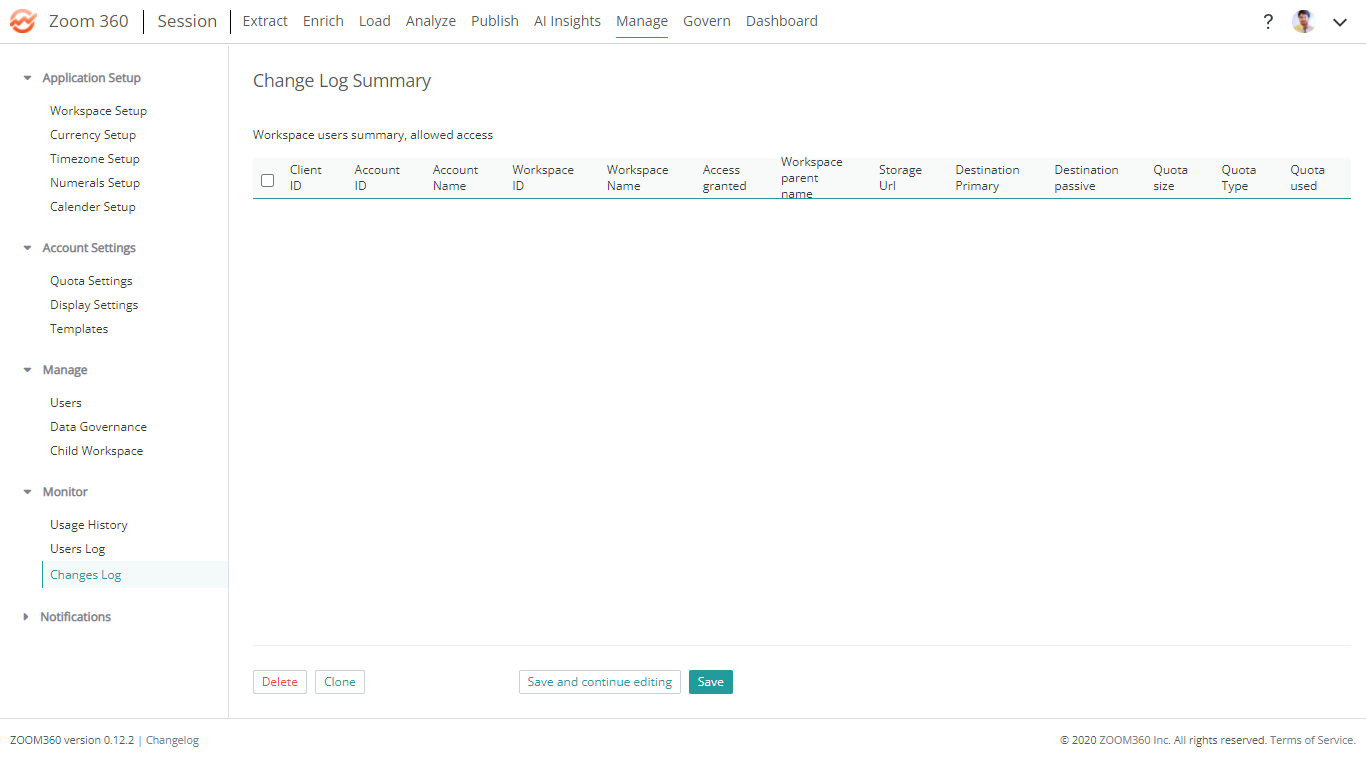 Zoom 360 Session Extract Enrich Load Analyze Publish AI Insights Manage Govern Dashboard ?
Application Setup
Workspace Setup
Currency Setup
Timezone Setup
Numerals Setup
Calender Setup
Account Settings
Quota Settings
Display Settings
Templates
Manage
Users
Data Governance
Child Workspace
Monitor
Usage History
Users Log
Changes Log
Notifications
Change Log Summary
Workspace users summary, allowed access
Client ID
Account ID
Account Name
Workspace ID
Workspace Name
Access granted
Workspace parent name
Storage Url
Destination Primary
Destination passive
Quota size
Quota Type
Quota used
Delete Clone Save and continue editing Save
ZOOM360 version 0.12.2 | Changelog
© 2020 ZOOM360 Inc. All rights reserved. Terms of Service.